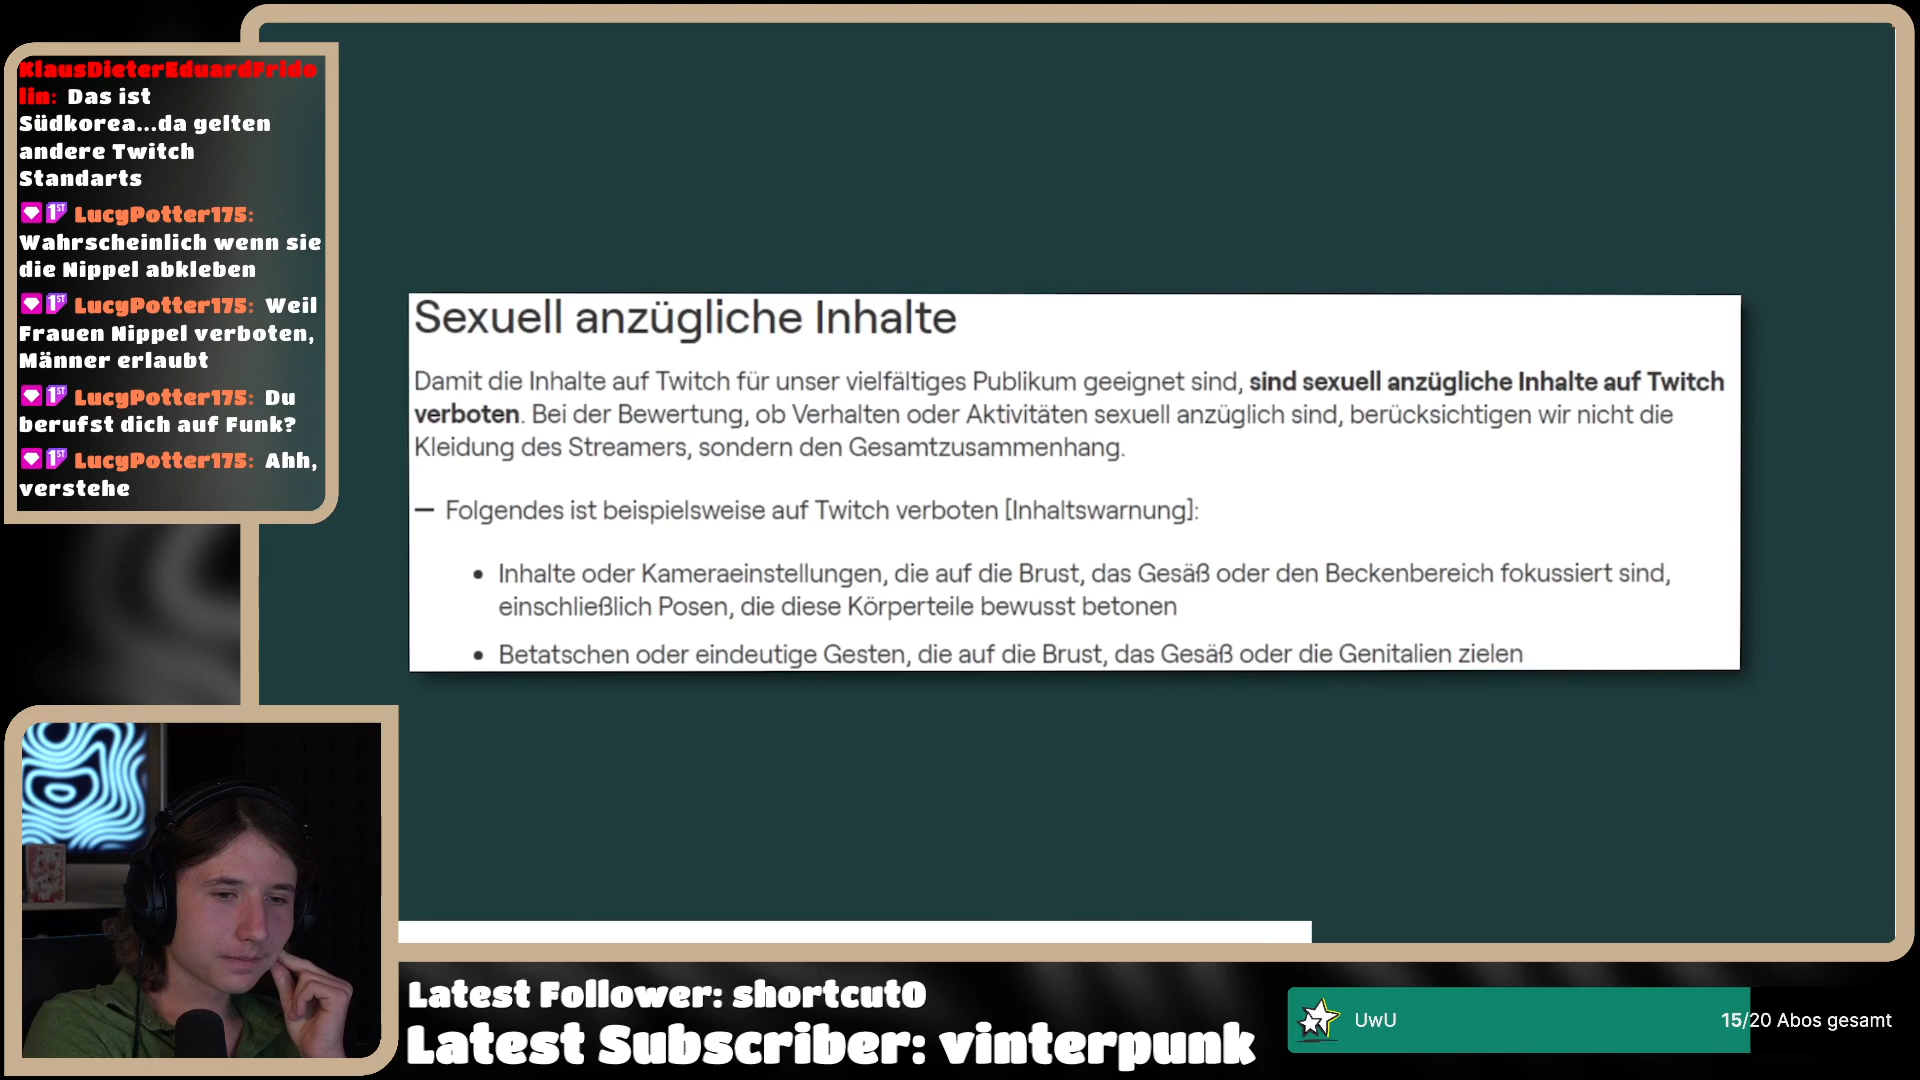 KlausDieterEduardFrido
lin: Das ist
Südkorea...da gelten
andere Twitch
Standarts
1ST LucyPotter175:
Wahrscheinlich wenn sie
die Nippel abkleben
1ST LucyPotter175: Weil
Frauen Nippel verboten,
Männer erlaubt
1ST LucyPotter175: Du
berufst dich auf Funk?
1ST LucyPotter175: Ahh,
verstehe
Sexuell anzügliche Inhalte
Damit die Inhalte auf Twitch für unser vielfältiges Publikum geeignet sind, sind sexuell anzügliche Inhalte auf Twitch
verboten. Bei der Bewertung, ob Verhalten oder Aktivitäten sexuell anzüglich sind, berücksichtigen wir nicht die
Kleidung des Streamers, sondern den Gesamtzusammenhang.
— Folgendes ist beispielsweise auf Twitch verboten [Inhaltswarnung]:
• Inhalte oder Kameraeinstellungen, die auf die Brust, das Gesäß oder den Beckenbereich fokussiert sind,
einschließlich Posen, die diese Körperteile bewusst betonen
• Betatschen oder eindeutige Gesten, die auf die Brust, das Gesäß oder die Genitalien zielen
Latest Follower: shortcut0
Latest Subscriber: vinterpunk
UwU
15/20 Abos gesamt